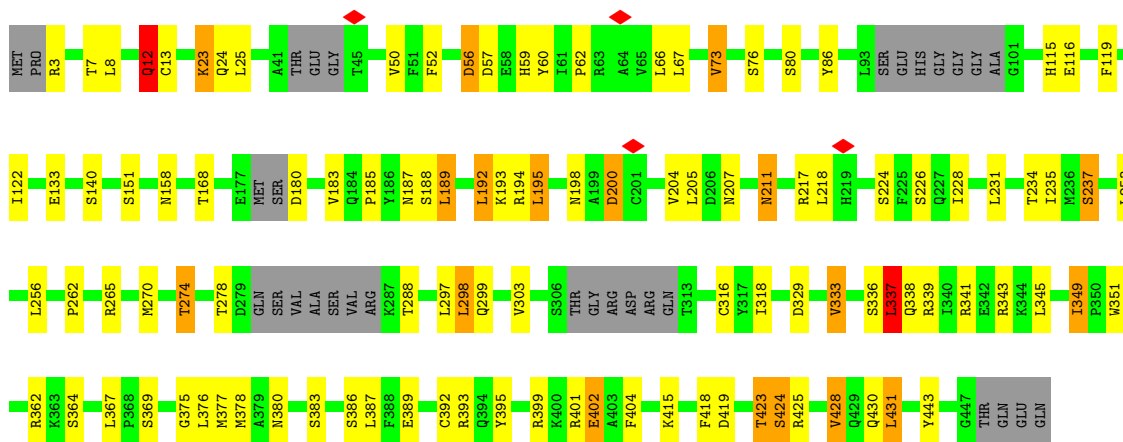 MET PRO R3 T7 L8 Q12 C13 K23 Q24 L25 A41 THR GLU GLY T45 V50 F51 F52 D56 D57 E58 H59 Y60 I61 P62 R63 A64 V65 L66 L67 V73 S76 S80 Y86 L93 SER GLU HIS GLY GLY GLY ALA G101 H115 E116 F119
I122 E133 S140 S151 N158 T168 E177 MET SER D180 V183 Q184 P185 Y186 N187 S188 L189 L192 K193 R194 L195 N198 A199 D200 C201 V204 L205 D206 N207 N211 R217 L218 H219 S224 F225 S226 Q227 I228 L231 T234 I235 M236 S237
L256 P262 R265 M270 T274 T278 D279 GLN SER VAL ALA SER VAL ARG K287 T288 L297 L298 Q299 V303 S306 THR GLY ARG ASP ARG GLN T313 C316 Y317 I318 D329 V333 S336 L337 Q338 R339 I340 R341 E342 R343 K344 L345 I349 P350 W351
R362 K363 S364 L367 P368 S369 G375 L376 M377 M378 A379 N380 S383 S386 L387 F388 E389 C392 R393 Q394 Y395 R399 K400 R401 E402 A403 F404 K415 F418 D419 T423 S424 R425 V428 Q429 Q430 L431 Y443 G447 THR GLN GLU GLN